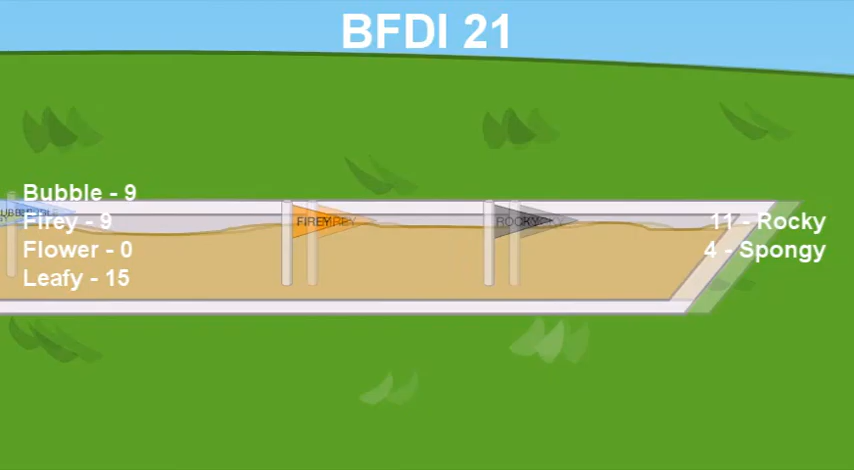 BFDI 21
Bubble - 9
Firey - 9
Flower - 0
Leafy - 15
FIREY
ROCKY
11 - Rocky
4 - Spongy